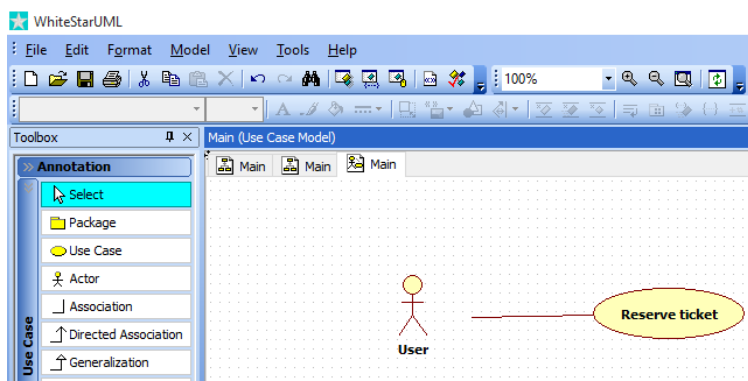 WhiteStarUML
File Edit Format Model View Tools Help
100%
Toolbox
Main (Use Case Model)
Annotation
Main Main Main
Select
Package
Use Case
Actor
Association
Directed Association
Generalization
Use Case
User
Reserve ticket